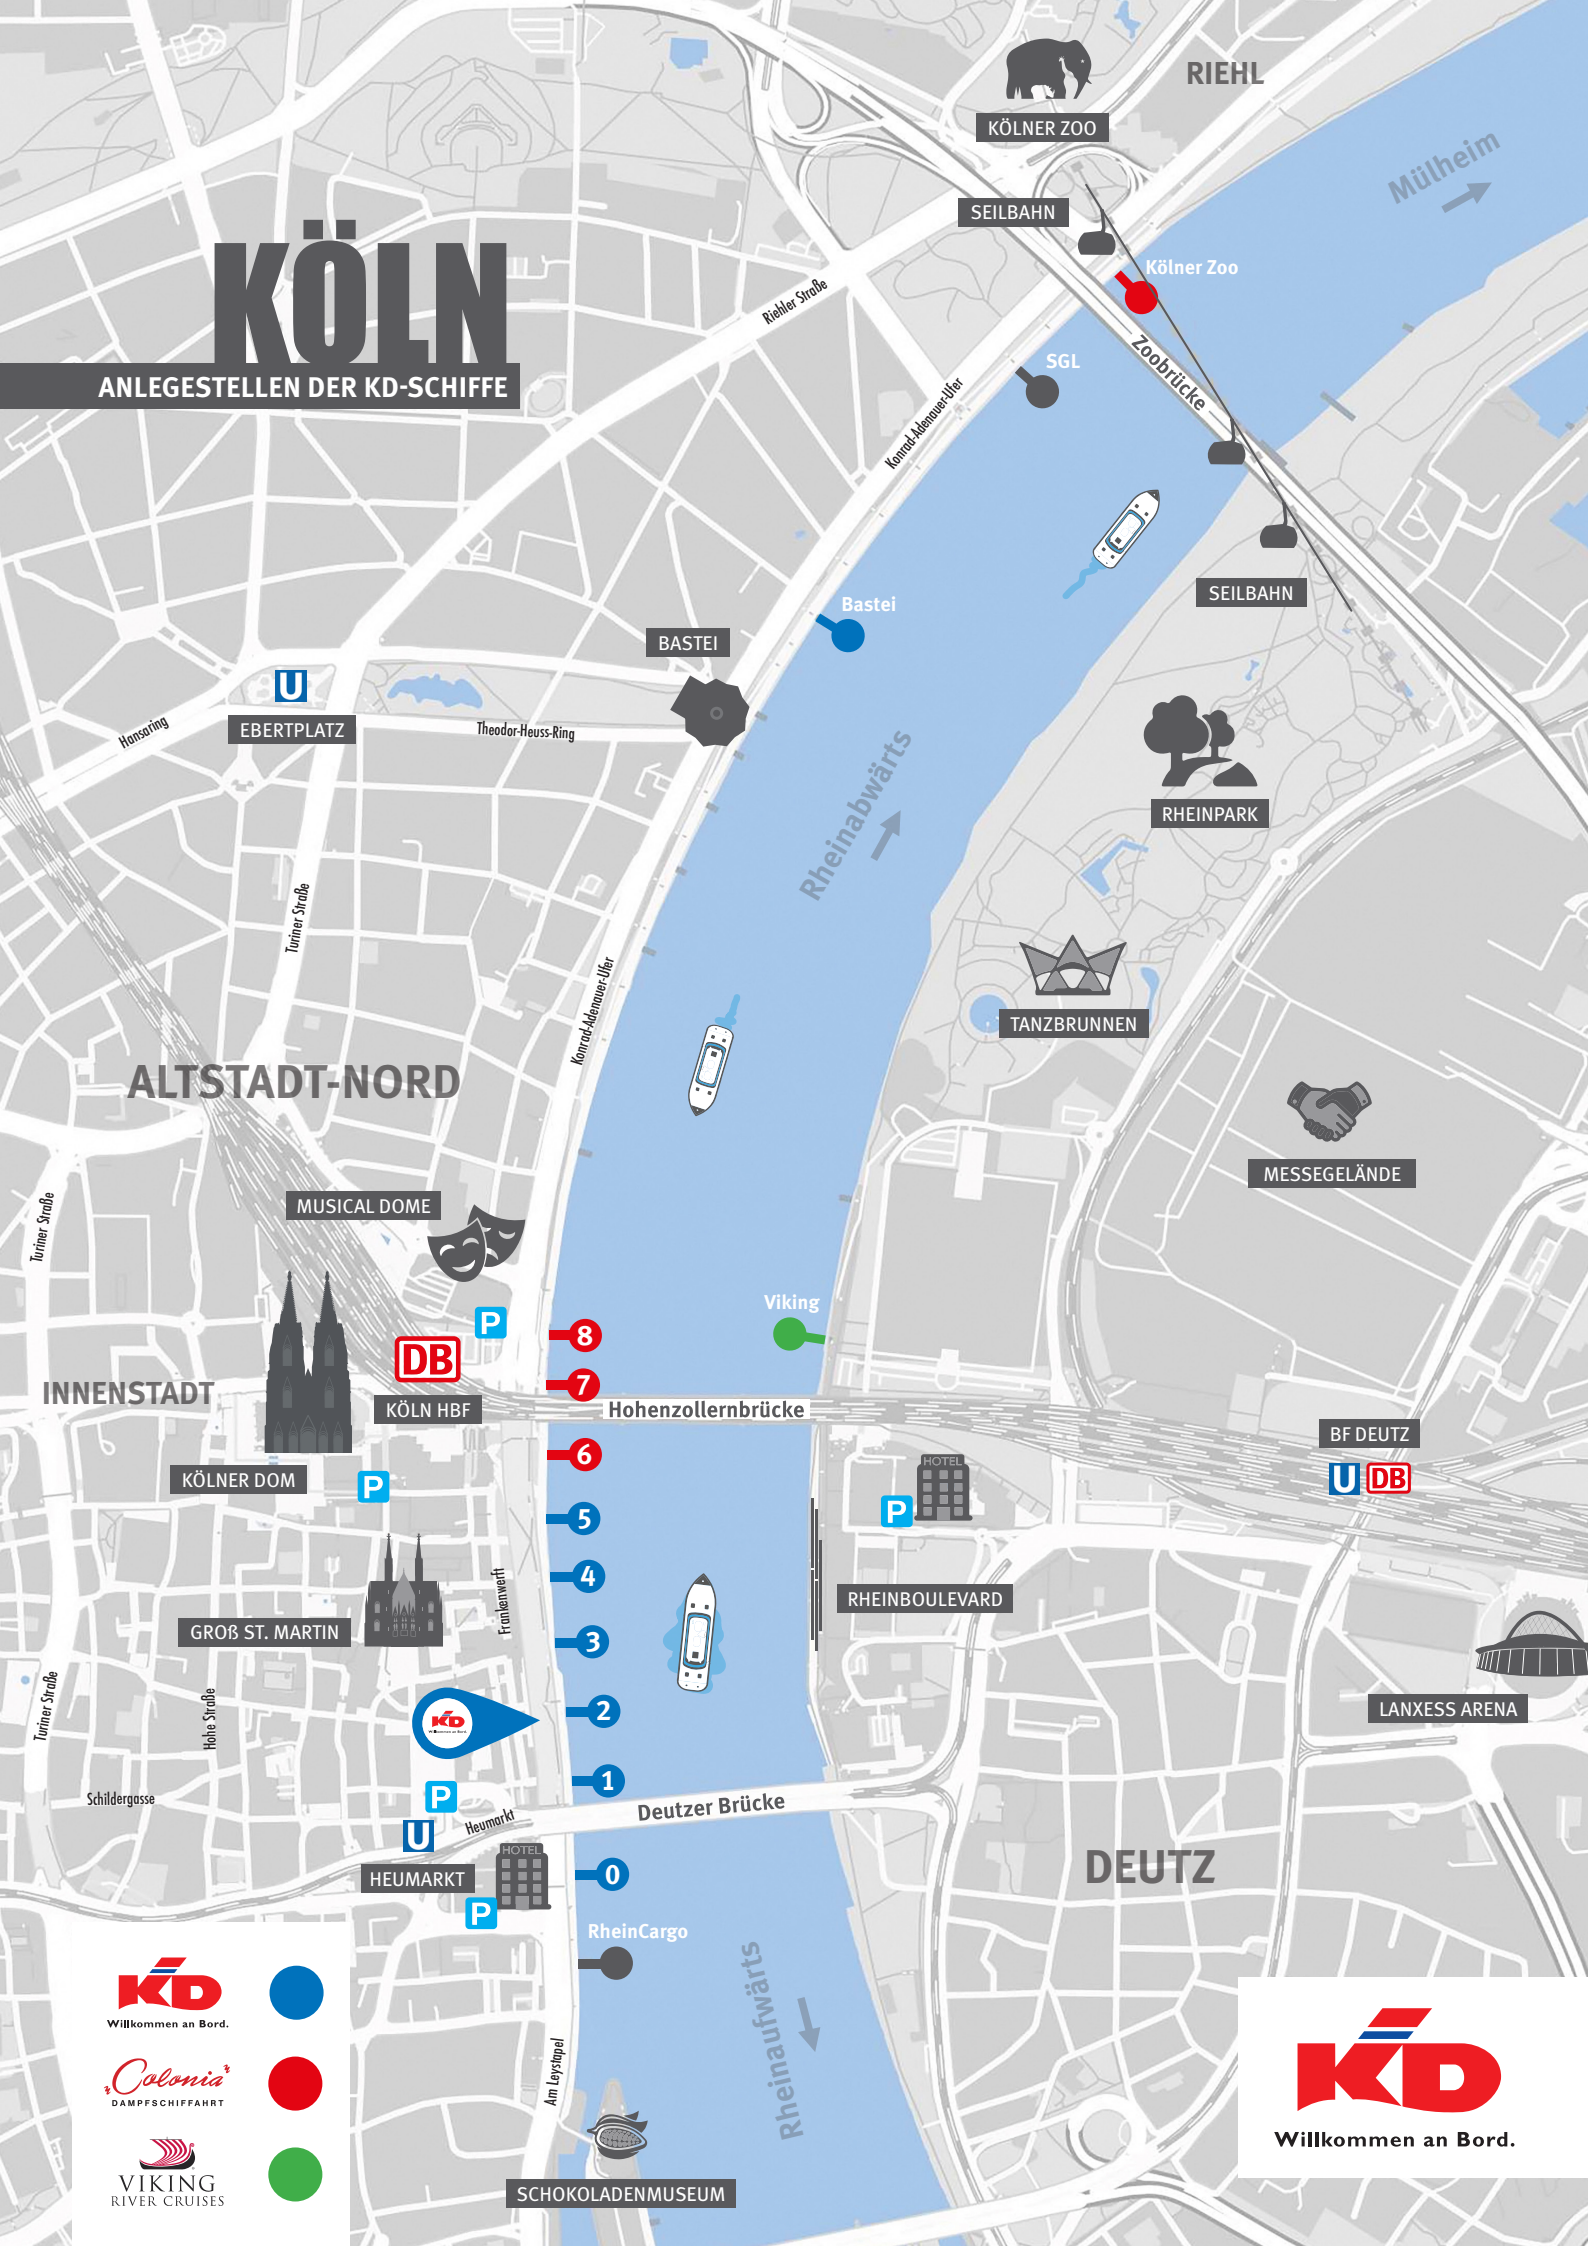 RIEHL
KÖLNER ZOO
Mülheim
SEILBAHN
KÖLN
ANLEGESTELLEN DER KD-SCHIFFE
Kölner Zoo
Riehler Straße
Zoobrücke
SGL
Konrad-Adenauer-Ufer
SEILBAHN
Bastei
BASTEI
U
EBERTPLATZ
Hansaring
Theodor-Heuss-Ring
Rheinabwärts
RHEINPARK
Turiner Straße
TANZBRUNNEN
Konrad-Adenauer-Ufer
ALTSTADT-NORD
MESSEGELÄNDE
MUSICAL DOME
Turiner Straße
Viking
P
8
DB
7
INNENSTADT
KÖLN HBF
Hohenzollernbrücke
BF DEUTZ
U DB
6
HOTEL
KÖLNER DOM
P
P
5
4
Frankenwerft
RHEINBOULEVARD
GROß ST. MARTIN
3
Turiner Straße
Hohe Straße
LANXESS ARENA
2
KD
Willkommen an Bord.
1
P
Schildergasse
Deutzer Brücke
Heumarkt
U
HOTEL
HEUMARKT
0
DEUTZ
P
RheinCargo
Rheinaufwärts
KD
Willkommen an Bord.
Colonia
DAMPFSCHIFFAHRT
VIKING
RIVER CRUISES
Am Leystapel
SCHOKOLADENMUSEUM
KD
Willkommen an Bord.